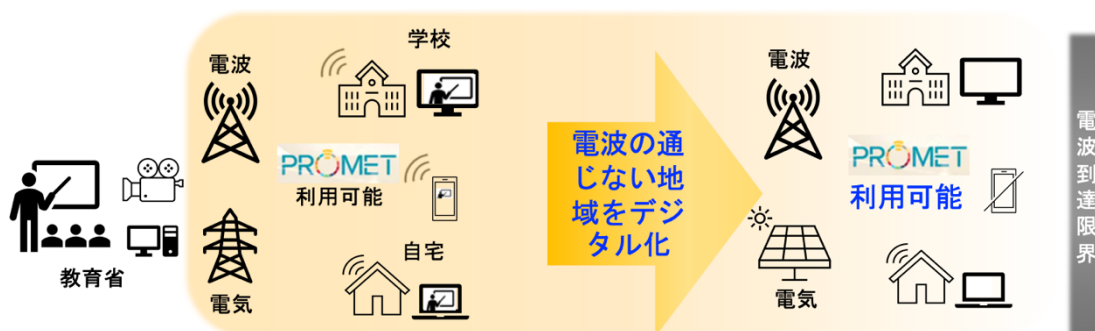 教育省
電波
電気
学校
PROMET
利用可能
自宅
電波の通
じない地
域をデジ
タル化
電波
PROMET
利用可能
電気
電波到達限界